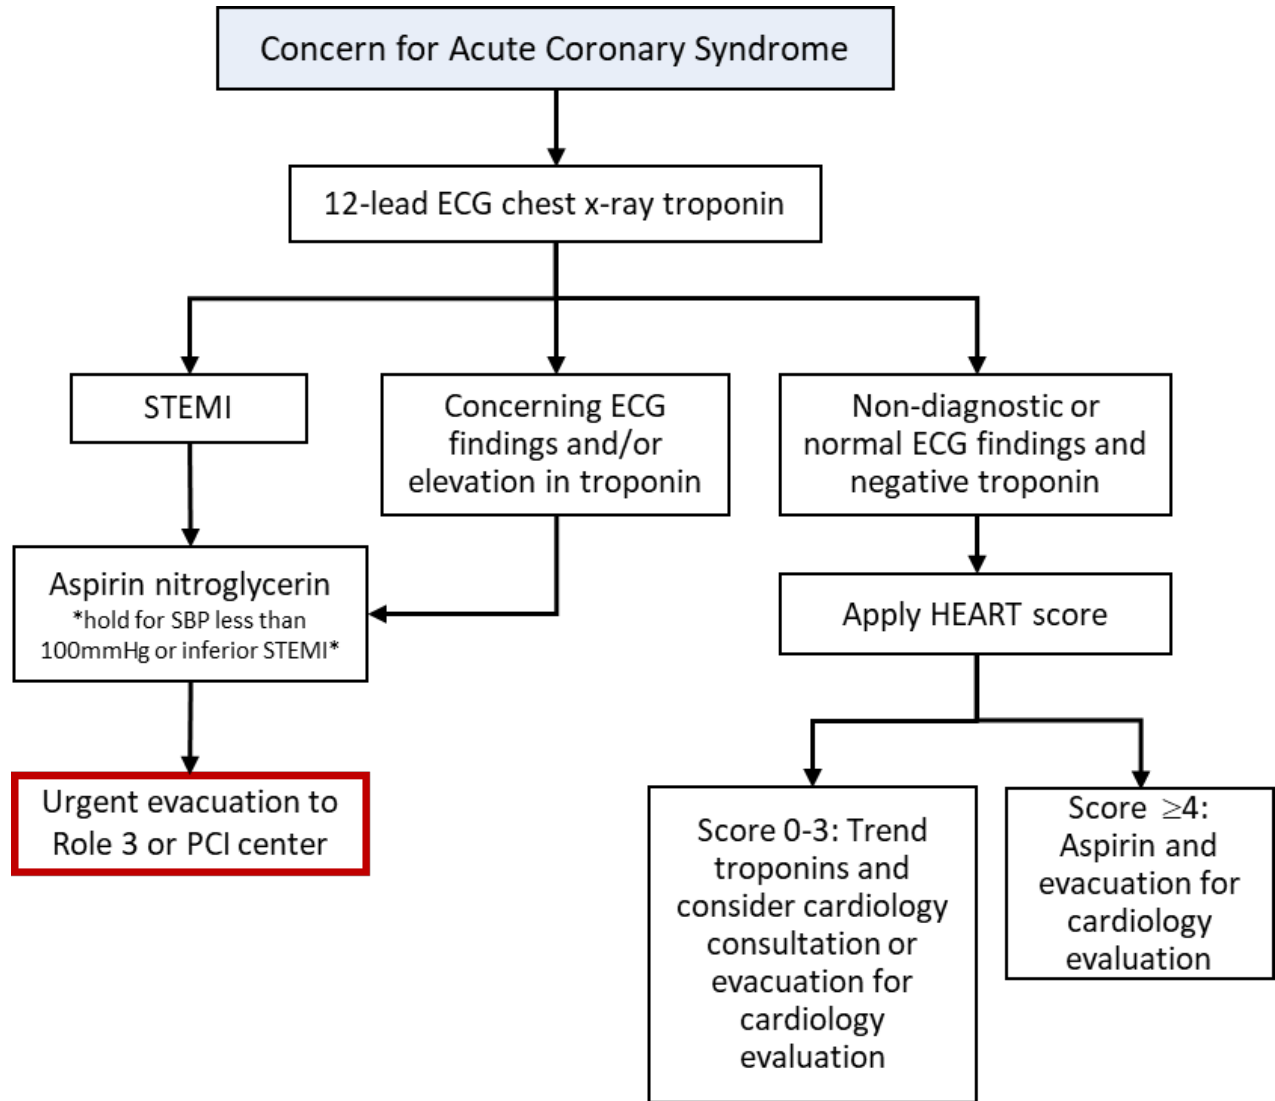 Concern for Acute Coronary Syndrome
12-lead ECG chest x-ray troponin
STEMI
Concerning ECG
findings and/or
elevation in troponin
Non-diagnostic or
normal ECG findings and
negative troponin
Aspirin nitroglycerin
*hold for SBP less than
100mmHg or inferior STEMI*
Apply HEART score
Urgent evacuation to
Role 3 or PCI center
Score 0-3: Trend
troponins and
consider cardiology
consultation or
evacuation for
cardiology
evaluation
Score ≥4:
Aspirin and
evacuation for
cardiology
evaluation